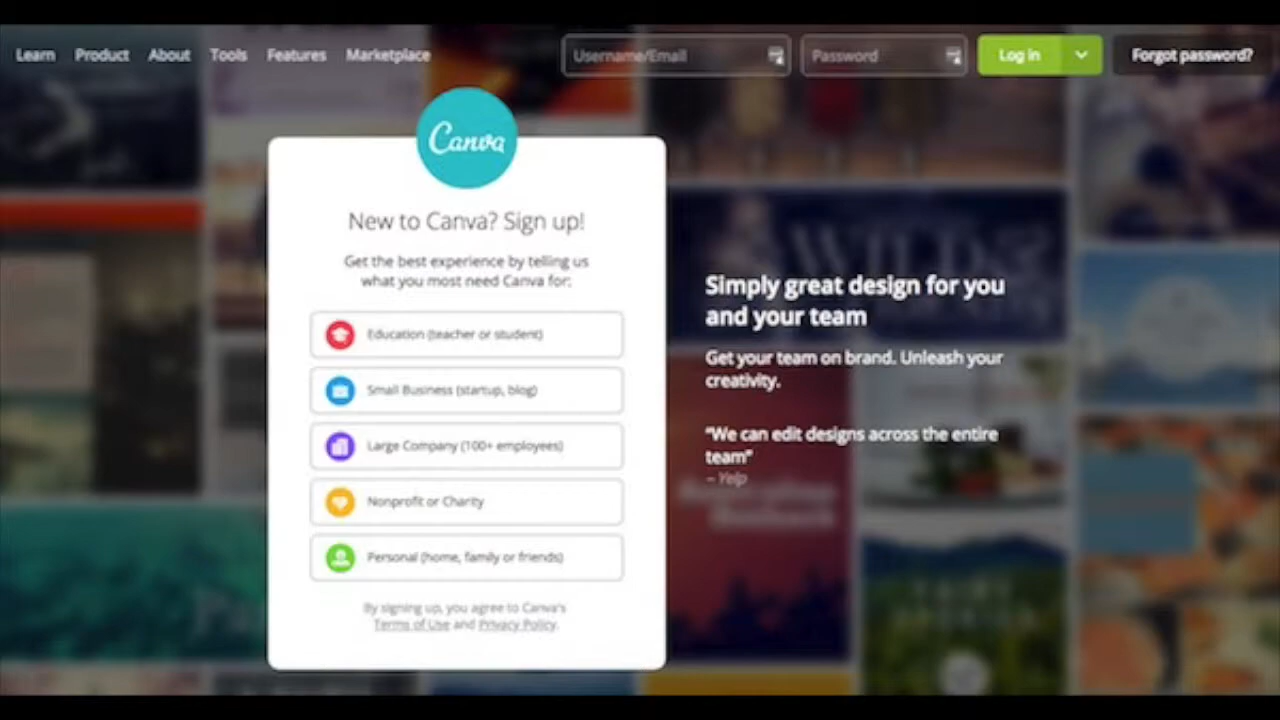 Learn Product About Tools Features Marketplace Username/Email Password Log in Forgot password?
Canva
New to Canva? Sign up!
Get the best experience by telling us
what you most need Canva for:
Education (teacher or student)
Small Business (startup, blog)
Large Company (100+ employees)
Nonprofit or Charity
Personal (home, family or friends)
By signing up, you agree to Canva's
Terms of Use and Privacy Policy.
Simply great design for you
and your team
Get your team on brand. Unleash your
creativity.
“We can edit designs across the entire
team”
– Yelp
WILD